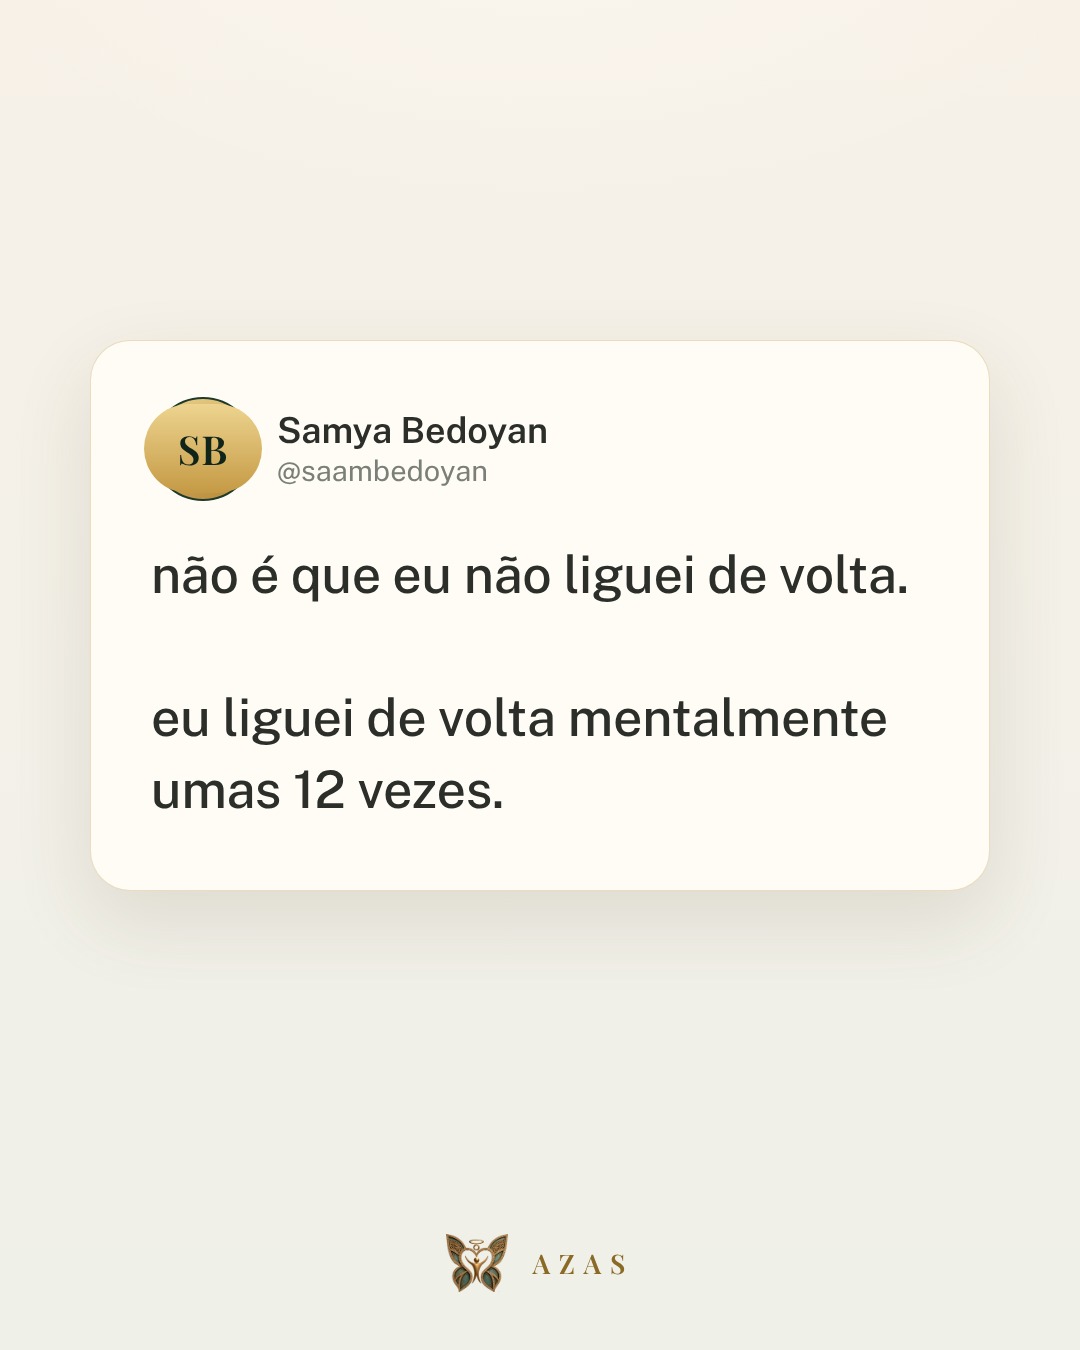 SB
Samya Bedoyan
@saambedoyan
não é que eu não liguei de volta.
eu liguei de volta mentalmente
umas 12 vezes.
AZAS